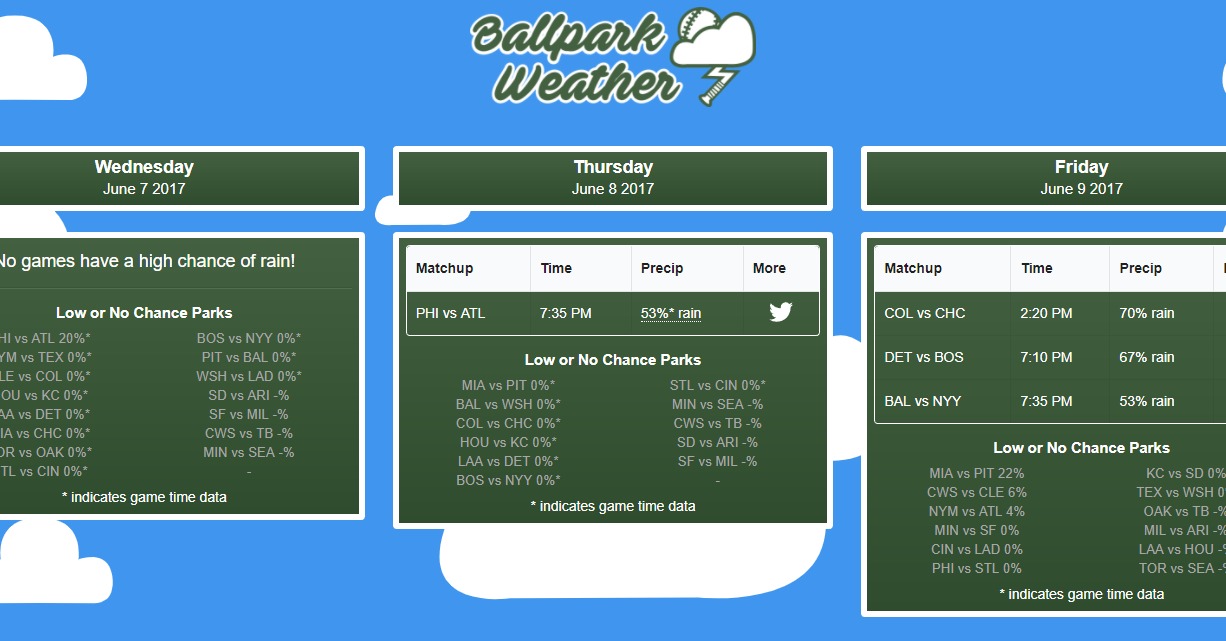 Ballpark
Weather
Wednesday
June 7 2017
No games have a high chance of rain!
Low or No Chance Parks
HI vs ATL 20%* BOS vs NYY 0%*
YM vs TEX 0%* PIT vs BAL 0%*
LE vs COL 0%* WSH vs LAD 0%*
OU vs KC 0%* SD vs ARI -%
AA vs DET 0%* SF vs MIL -%
IA vs CHC 0%* CWS vs TB -%
OR vs OAK 0%* MIN vs SEA -%
TL vs CIN 0%* -
* indicates game time data
Thursday
June 8 2017
Matchup Time Precip More
PHI vs ATL 7:35 PM 53%* rain
Low or No Chance Parks
MIA vs PIT 0%* STL vs CIN 0%*
BAL vs WSH 0%* MIN vs SEA -%
COL vs CHC 0%* CWS vs TB -%
HOU vs KC 0%* SD vs ARI -%
LAA vs DET 0%* SF vs MIL -%
BOS vs NYY 0%* -
* indicates game time data
Friday
June 9 2017
Matchup Time Precip
COL vs CHC 2:20 PM 70% rain
DET vs BOS 7:10 PM 67% rain
BAL vs NYY 7:35 PM 53% rain
Low or No Chance Parks
MIA vs PIT 22% KC vs SD 0%
CWS vs CLE 6% TEX vs WSH 0
NYM vs ATL 4% OAK vs TB -%
MIN vs SF 0% MIL vs ARI -%
CIN vs LAD 0% LAA vs HOU -
PHI vs STL 0% TOR vs SEA -
* indicates game time data